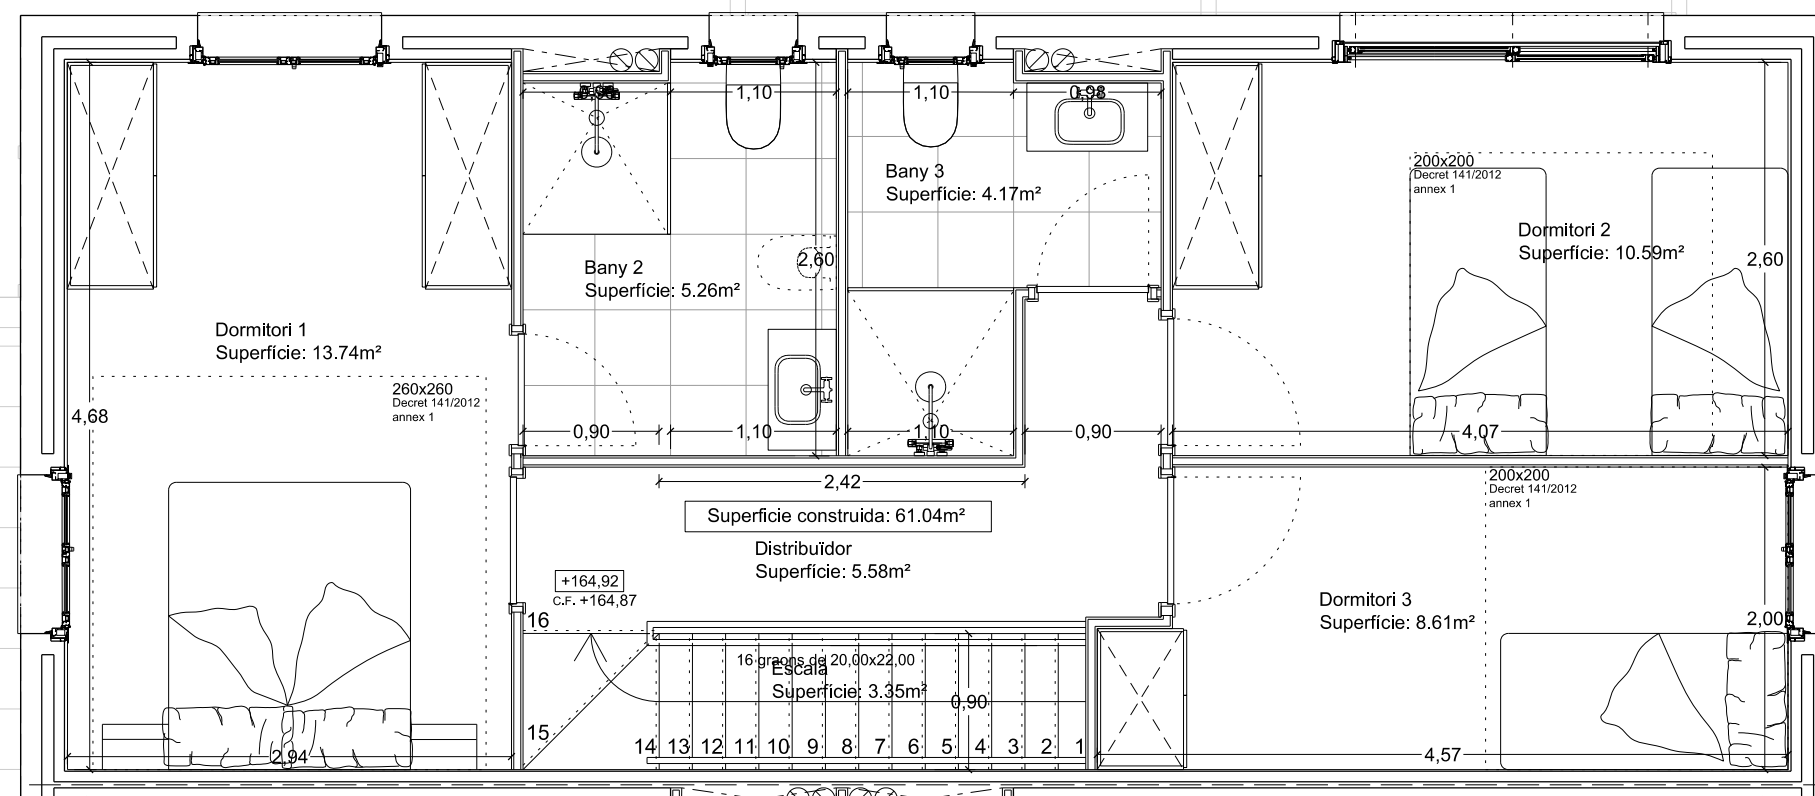 1,10
1,10
0,98
Bany 3
Superfície: 4.17m²
200x200
Decret 141/2012
annex 1
Dormitori 2
Superfície: 10.59m²
2,60
2,60
Bany 2
Superfície: 5.26m²
Dormitori 1
Superfície: 13.74m²
260x260
Decret 141/2012
annex 1
4,68
0,90
1,10
1,10
0,90
4,07
2,42
200x200
Decret 141/2012
annex 1
Superficie construida: 61.04m²
Distribuïdor
Superfície: 5.58m²
+164,92
C.F. +164,87
Dormitori 3
Superfície: 8.61m²
2,00
16
16 graons de 20,00x22,00
Escala
Superfície: 3.35m²
0,90
15
14 13 12 11 10 9 8 7 6 5 4 3 2 1
2,94
4,57